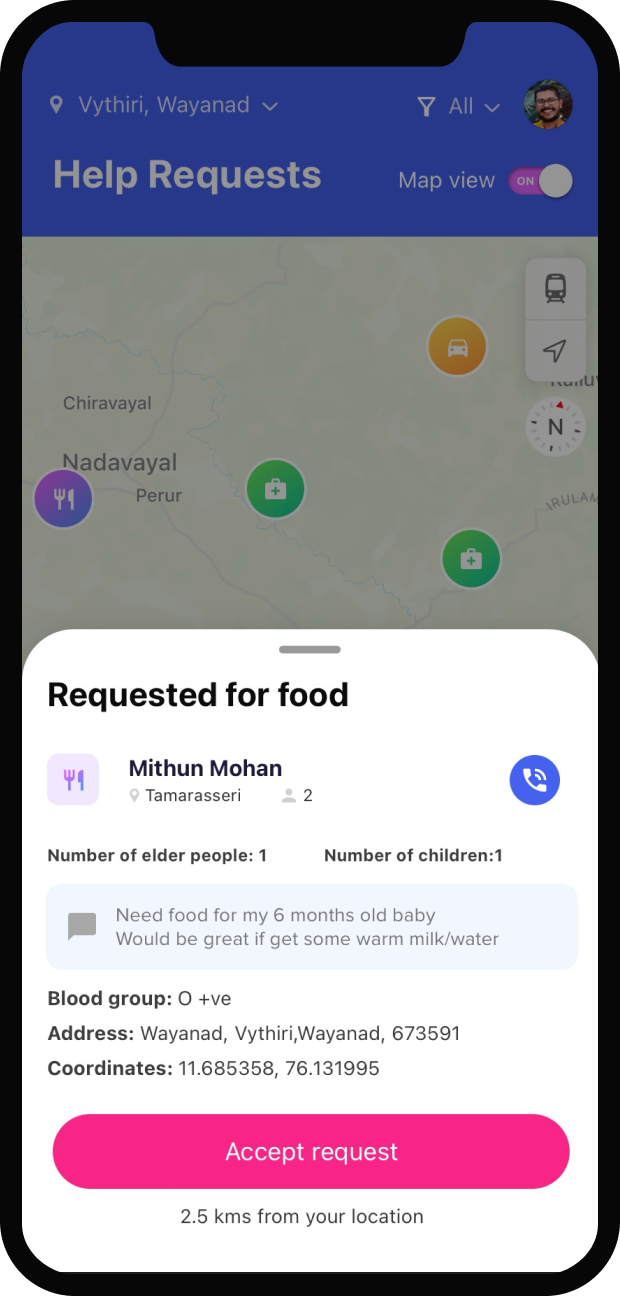 Vythiri, Wayanad
All
Help Requests
Map view
ON
Chiravayal
N
Nadavayal
Perur
Requested for food
Mithun Mohan
Tamarasseri
2
Number of elder people: 1
Number of children:1
Need food for my 6 months old baby
Would be great if get some warm milk/water
Blood group: O +ve
Address: Wayanad, Vythiri,Wayanad, 673591
Coordinates: 11.685358, 76.131995
Accept request
2.5 kms from your location